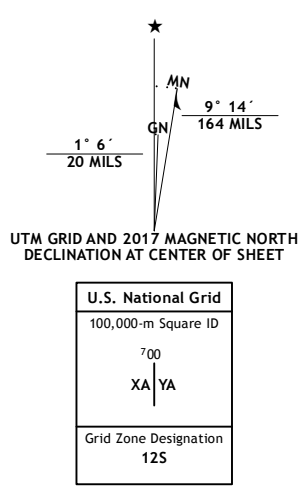 ★
MN
GN
9° 14´
164 MILS
1° 6´
20 MILS
UTM GRID AND 2017 MAGNETIC NORTH
DECLINATION AT CENTER OF SHEET
U.S. National Grid
100,000-m Square ID
700
XA YA
Grid Zone Designation
12S